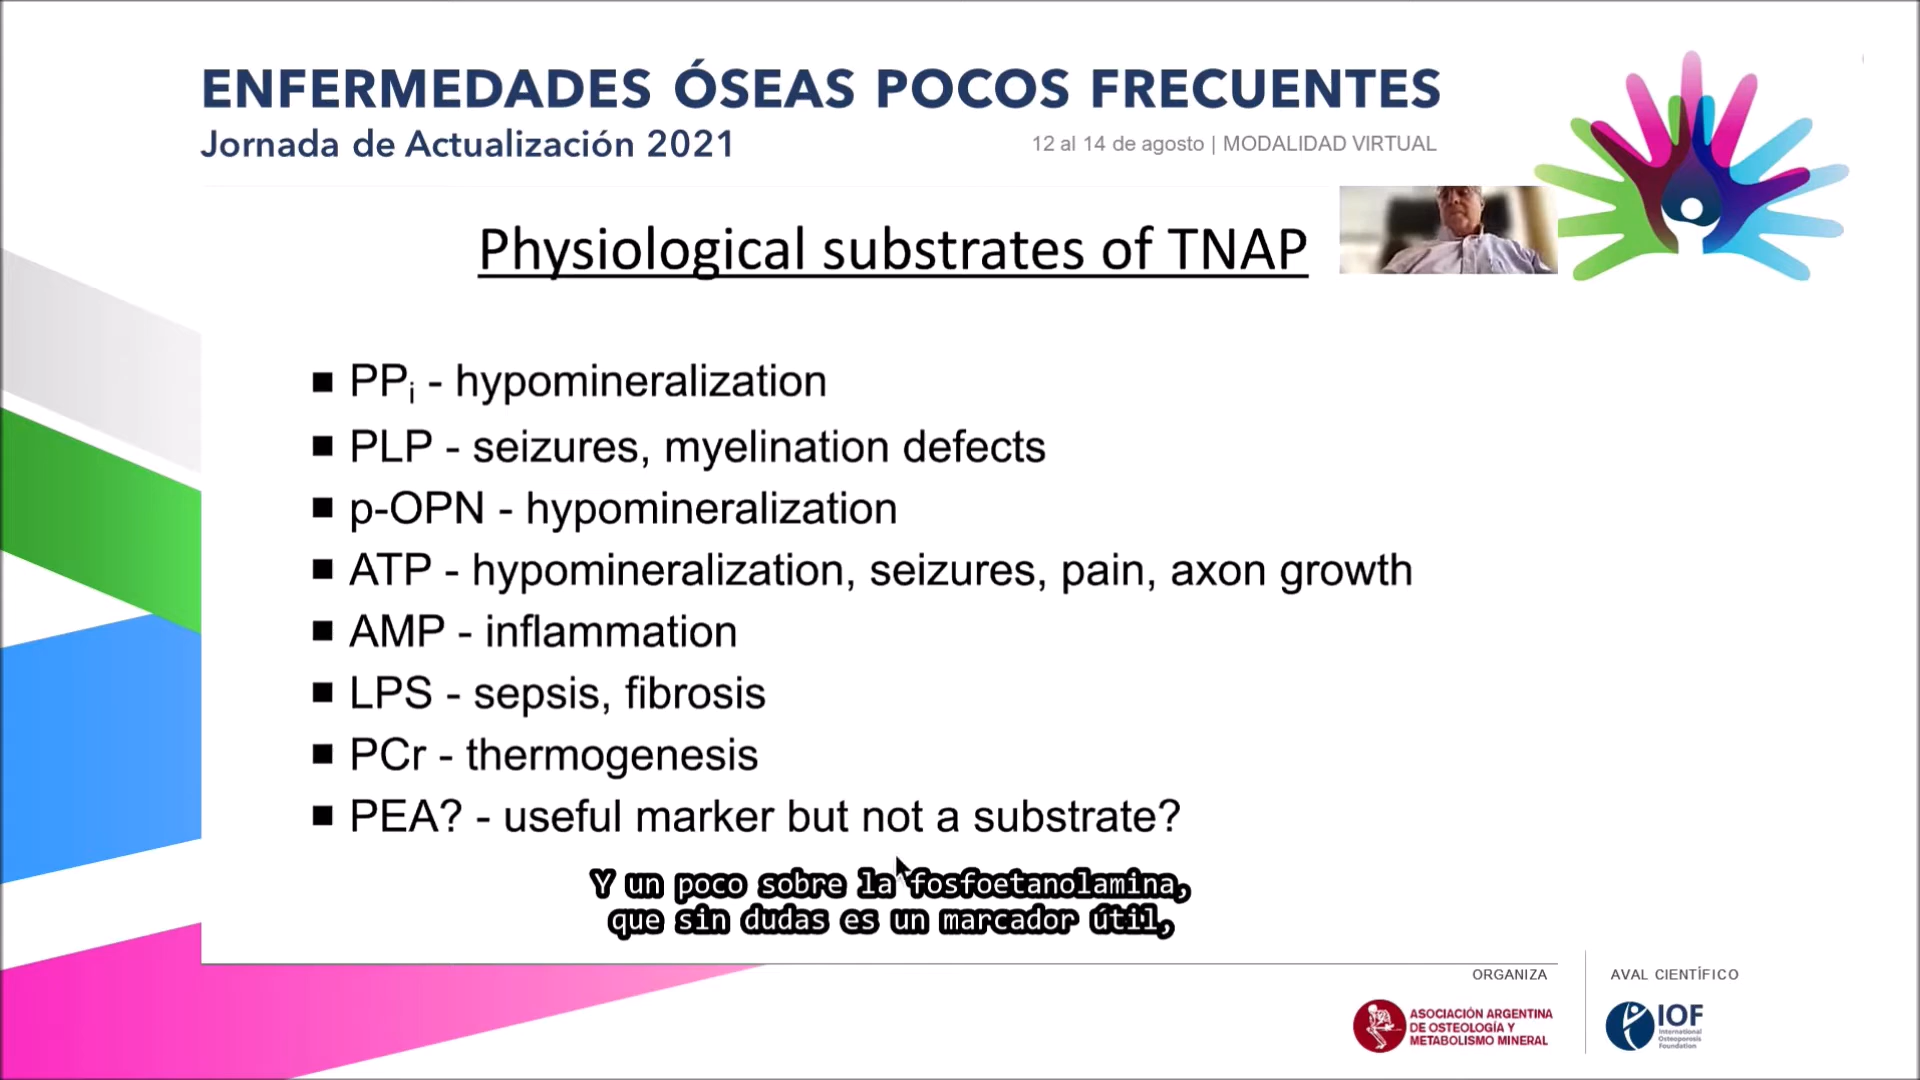 ENFERMEDADES ÓSEAS POCOS FRECUENTES
Jornada de Actualización 2021
12 al 14 de agosto | MODALIDAD VIRTUAL
Physiological substrates of TNAP
■ PPi - hypomineralization
■ PLP - seizures, myelination defects
■ p-OPN - hypomineralization
■ ATP - hypomineralization, seizures, pain, axon growth
■ AMP - inflammation
■ LPS - sepsis, fibrosis
■ PCr - thermogenesis
■ PEA? - useful marker but not a substrate?
Y un poco sobre la fosfoetanolamina,
que sin dudas es un marcador útil,
ORGANIZA
ASOCIACIÓN ARGENTINA
DE OSTEOLOGÍA Y
METABOLISMO MINERAL
AVAL CIENTÍFICO
IOF
International
Osteoporosis
Foundation